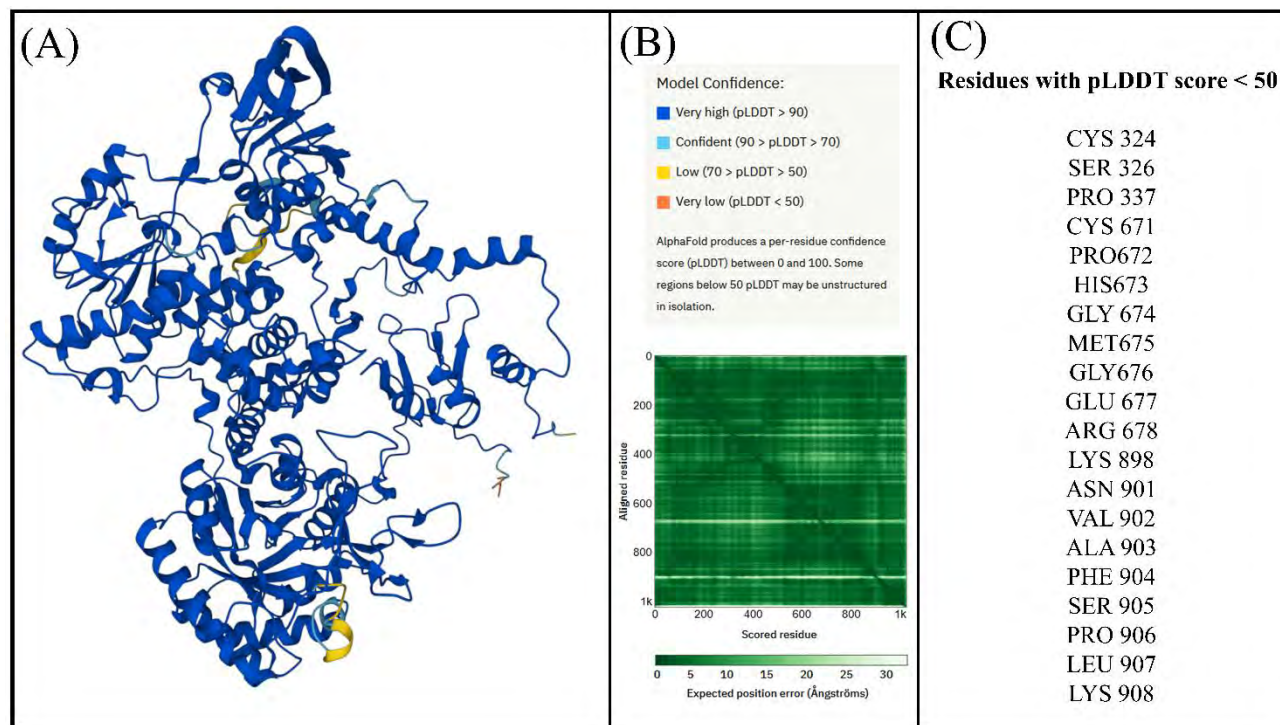 (A)
(B)
Model Confidence:
Very high (pLDDT > 90)
Confident (90 > pLDDT > 70)
Low (70 > pLDDT > 50)
Very low (pLDDT < 50)
AlphaFold produces a per-residue confidence
score (pLDDT) between 0 and 100. Some
regions below 50 pLDDT may be unstructured
in isolation.
0
200
400
600
800
1k
Aligned residue
0 200 400 600 800 1k
Scored residue
0 5 10 15 20 25 30
Expected position error (Ångströms)
(C)
Residues with pLDDT score < 50
CYS 324
SER 326
PRO 337
CYS 671
PRO672
HIS673
GLY 674
MET675
GLY676
GLU 677
ARG 678
LYS 898
ASN 901
VAL 902
ALA 903
PHE 904
SER 905
PRO 906
LEU 907
LYS 908